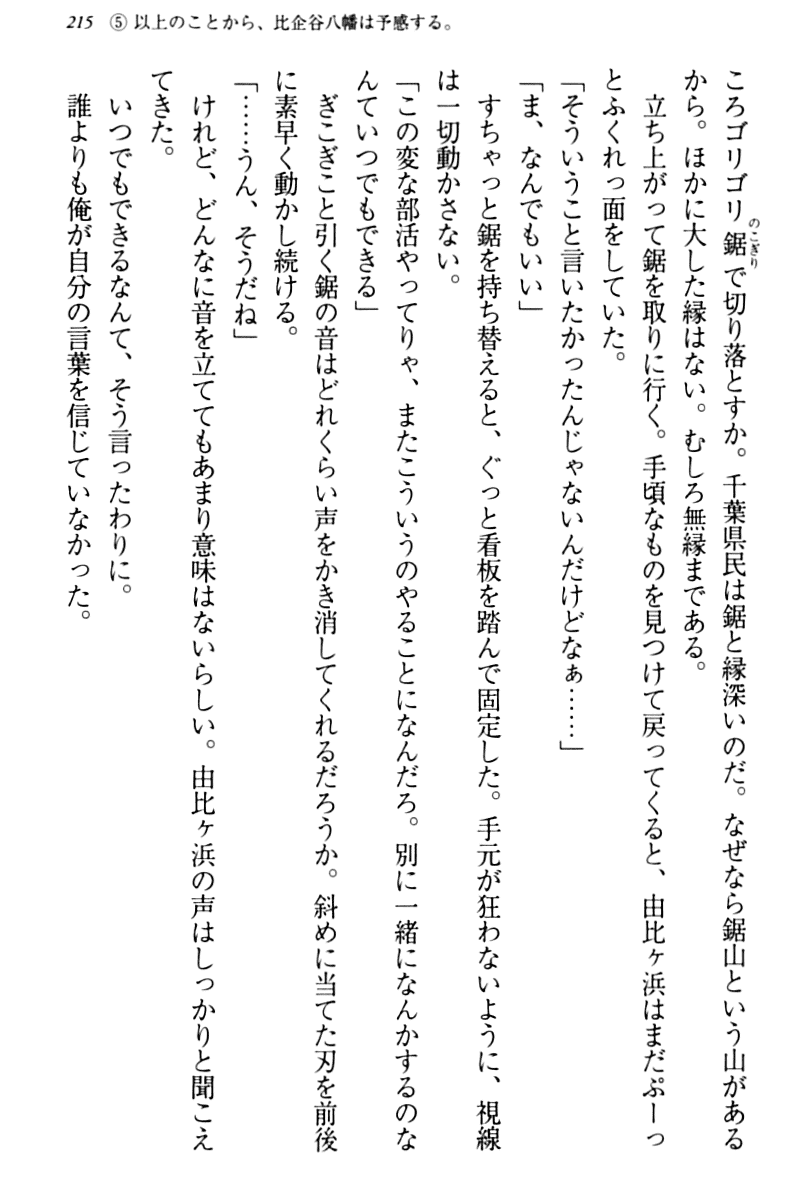 215 ⑤ 以上のことから、比企谷八幡は予感する。
ころゴリゴリ鋸で切り落とすか。千葉県民は鋸と縁深いのだ。なぜなら鋸山という山がある
のこぎり
から。ほかに大した縁はない。むしろ無縁まである。
立ち上がって鋸を取りに行く。手頃なものを見つけて戻ってくると、由比ヶ浜はまだぷーっ
とふくれっ面をしていた。
「そういうこと言いたかったんじゃないんだけどなぁ……」
「ま、なんでもいい」
すちゃっと鋸を持ち替えると、ぐっと看板を踏んで固定した。手元が狂わないように、視線
は一切動かさない。
「この変な部活やってりゃ、またこういうのやることになんだろ。別に一緒になんかするのな
んていつでもできる」
ぎこぎこと引く鋸の音はどれくらい声をかき消してくれるだろうか。斜めに当てた刃を前後
に素早く動かし続ける。
「……うん、そうだね」
けれど、どんなに音を立ててもあまり意味はないらしい。由比ヶ浜の声はしっかりと聞こえ
てきた。
いつでもできるなんて、そう言ったわりに。
誰よりも俺が自分の言葉を信じていなかった。